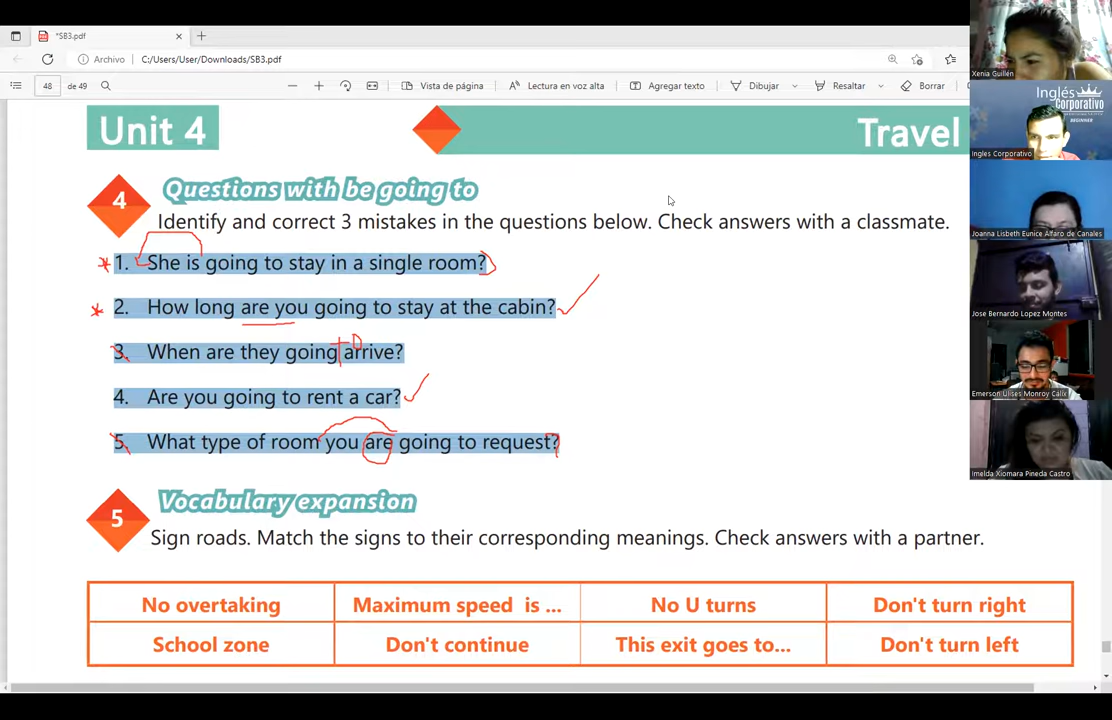 *SB3.pdf
Archivo C:/Users/User/Downloads/SB3.pdf
48 de 49 Vista de página Lectura en voz alta Agregar texto Dibujar Resaltar Borrar
Unit 4 Travel
4 Questions with be going to
Identify and correct 3 mistakes in the questions below. Check answers with a classmate.
* 1. She is going to stay in a single room?
* 2. How long are you going to stay at the cabin?
3. When are they going to arrive?
4. Are you going to rent a car?
5. What type of room you are going to request?
5 Vocabulary expansion
Sign roads. Match the signs to their corresponding meanings. Check answers with a partner.
No overtaking Maximum speed is ... No U turns Don't turn right
School zone Don't continue This exit goes to... Don't turn left
Xenia Guillén
Inglés
Corporativo
BEGINNER
Ingles Corporativo
Joanna Lisbeth Eunice Alfaro de Canales
Jose Bernardo Lopez Montes
Emerson Ulises Monroy Calix
Imelda Xiomara Pineda Castro